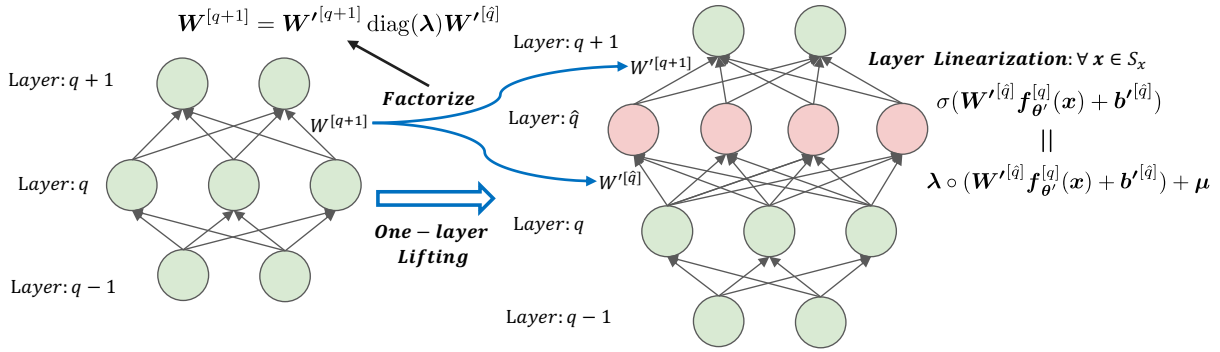 W^{[q+1]} = W'^{[q+1]} diag(λ)W'^{[q̂]}
Layer: q + 1
Factorize
W^{[q+1]}
Layer: q
One − layer
Lifting
Layer: q − 1
Layer: q + 1
W'^{[q+1]}
Layer: q̂
W'^{[q̂]}
Layer: q
Layer: q − 1
Layer Linearization: ∀ x ∈ S_x
σ(W'^{[q̂]} f_{θ'}^{[q]}(x) + b'^{[q̂]})
||
λ ∘ (W'^{[q̂]} f_{θ'}^{[q]}(x) + b'^{[q̂]}) + μ